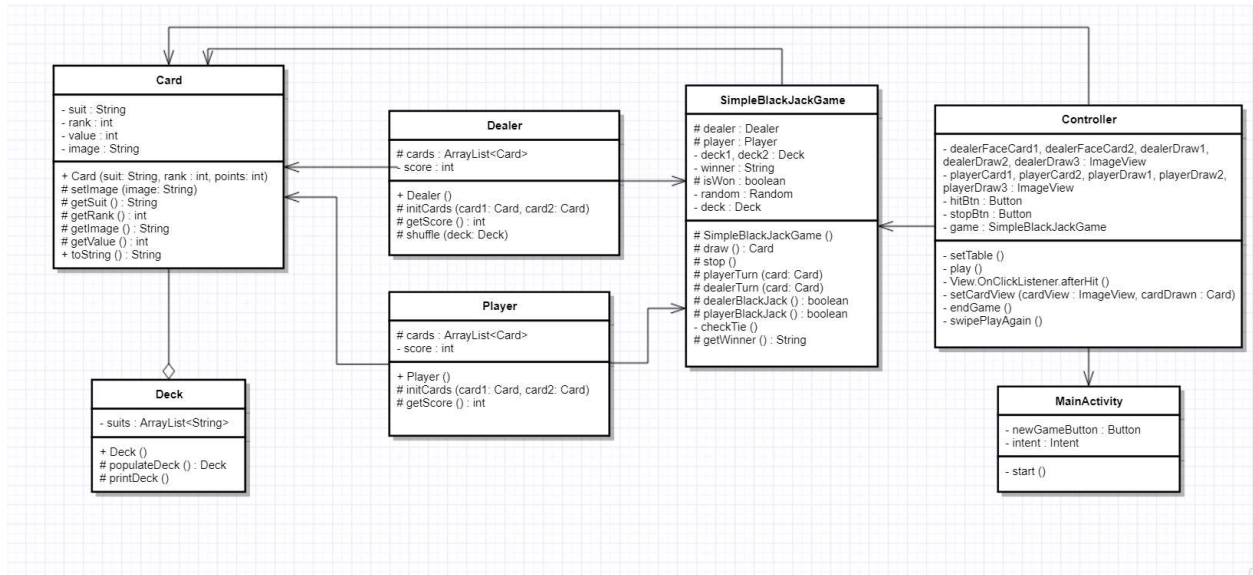 Card
- suit : String
- rank : int
- value : int
- image : String
+ Card (suit: String, rank : int, points: int)
# setImage (image: String)
# getSuit () : String
# getRank () : int
# getImage () : String
# getValue () : int
+ toString () : String
Deck
- suits : ArrayList<String>
+ Deck ()
# populateDeck () : Deck
# printDeck ()
Dealer
# cards : ArrayList<Card>
- score : int
+ Dealer ()
# initCards (card1: Card, card2: Card)
# getScore () : int
# shuffle (deck: Deck)
Player
# cards : ArrayList<Card>
- score : int
+ Player ()
# initCards (card1: Card, card2: Card)
# getScore () : int
SimpleBlackJackGame
# dealer : Dealer
# player : Player
- deck1, deck2 : Deck
- winner : String
# isWon : boolean
- random : Random
- deck : Deck
# SimpleBlackJackGame ()
# draw () : Card
# stop ()
# playerTurn (card: Card)
# dealerTurn (card: Card)
# dealerBlackJack () : boolean
# playerBlackJack () : boolean
- checkTie ()
# getWinner () : String
Controller
- dealerFaceCard1, dealerFaceCard2, dealerDraw1,
dealerDraw2, dealerDraw3 : ImageView
- playerCard1, playerCard2, playerDraw1, playerDraw2,
playerDraw3 : ImageView
- hitBtn : Button
- stopBtn : Button
- game : SimpleBlackJackGame
- setTable ()
- play ()
- View.OnClickListener.afterHit ()
- setCardView (cardView : ImageView, cardDrawn : Card)
- endGame ()
- swipePlayAgain ()
MainActivity
- newGameButton : Button
- intent : Intent
- start ()